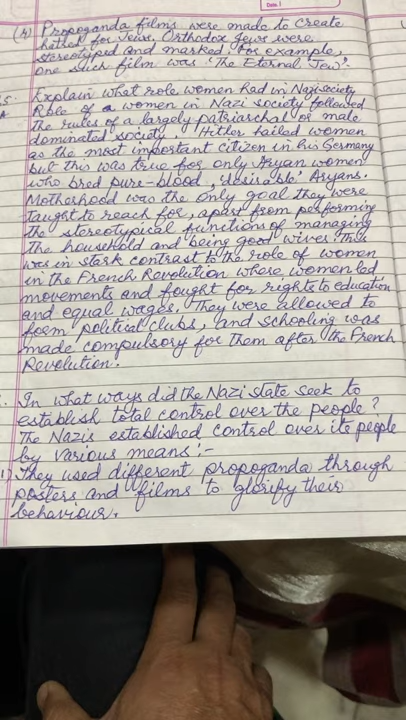 Date.:
(4) Propoganda films were made to create
hatred for Jews. Orthodox Jews were
stereotyped and marked. For example,
one such film was 'The Eternal Jew'.
5. Explain what role women had in Nazi society
A Role of a women in Nazi society followed
the rules of a largely patriarchal or male
dominated society. Hitler hailed women
as the most important citizen in his Germany
but this was true for only Aryan women
who bred pure-blood, 'desirable' Aryans.
Motherhood was the only goal they were
taught to reach for, apart from performing
the stereotypical functions of managing
the household and being good wives. This
was in stark contrast to the role of women
in the French Revolution where women led
movements and fought for rights to education
and equal wages. They were allowed to
form political clubs, and schooling was
made compulsory for them after the French
Revolution.
. In what ways did the Nazi state seek to
establish total control over the people?
The Nazis established control over its people
by various means:-
1) They used different propoganda through
posters and films to glorify their
behaviour.